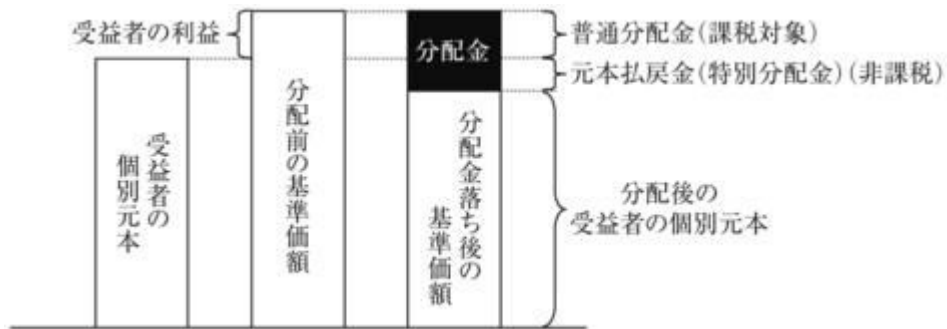 受益者の利益
受益者の
個別元本
分配前の基準価額
分配金
分配金落ち後の
基準価額
普通分配金(課税対象)
元本払戻金(特別分配金)(非課税)
分配後の
受益者の個別元本